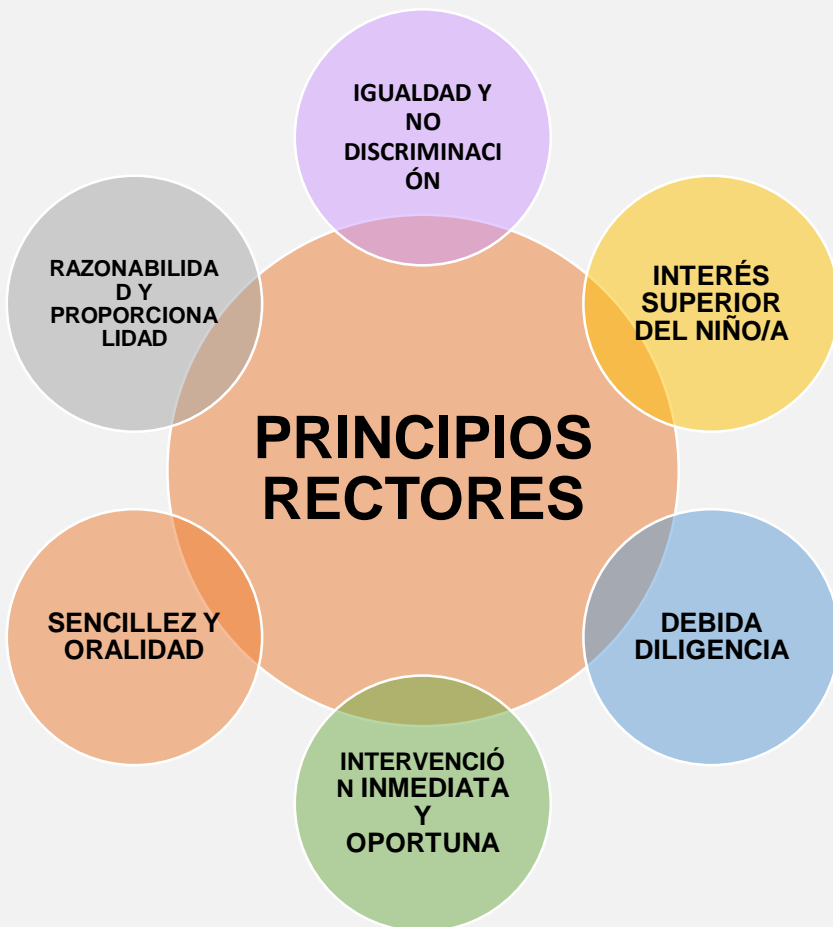 IGUALDAD Y
NO
DISCRIMINACI
ÓN
RAZONABILIDA
D Y
PROPORCIONA
LIDAD
INTERÉS
SUPERIOR
DEL NIÑO/A
PRINCIPIOS
RECTORES
SENCILLEZ Y
ORALIDAD
DEBIDA
DILIGENCIA
INTERVENCIÓ
N INMEDIATA
Y
OPORTUNA